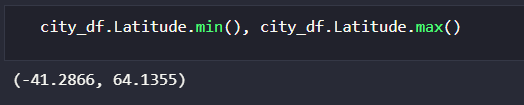 city_df.Latitude.min(), city_df.Latitude.max()
(-41.2866, 64.1355)